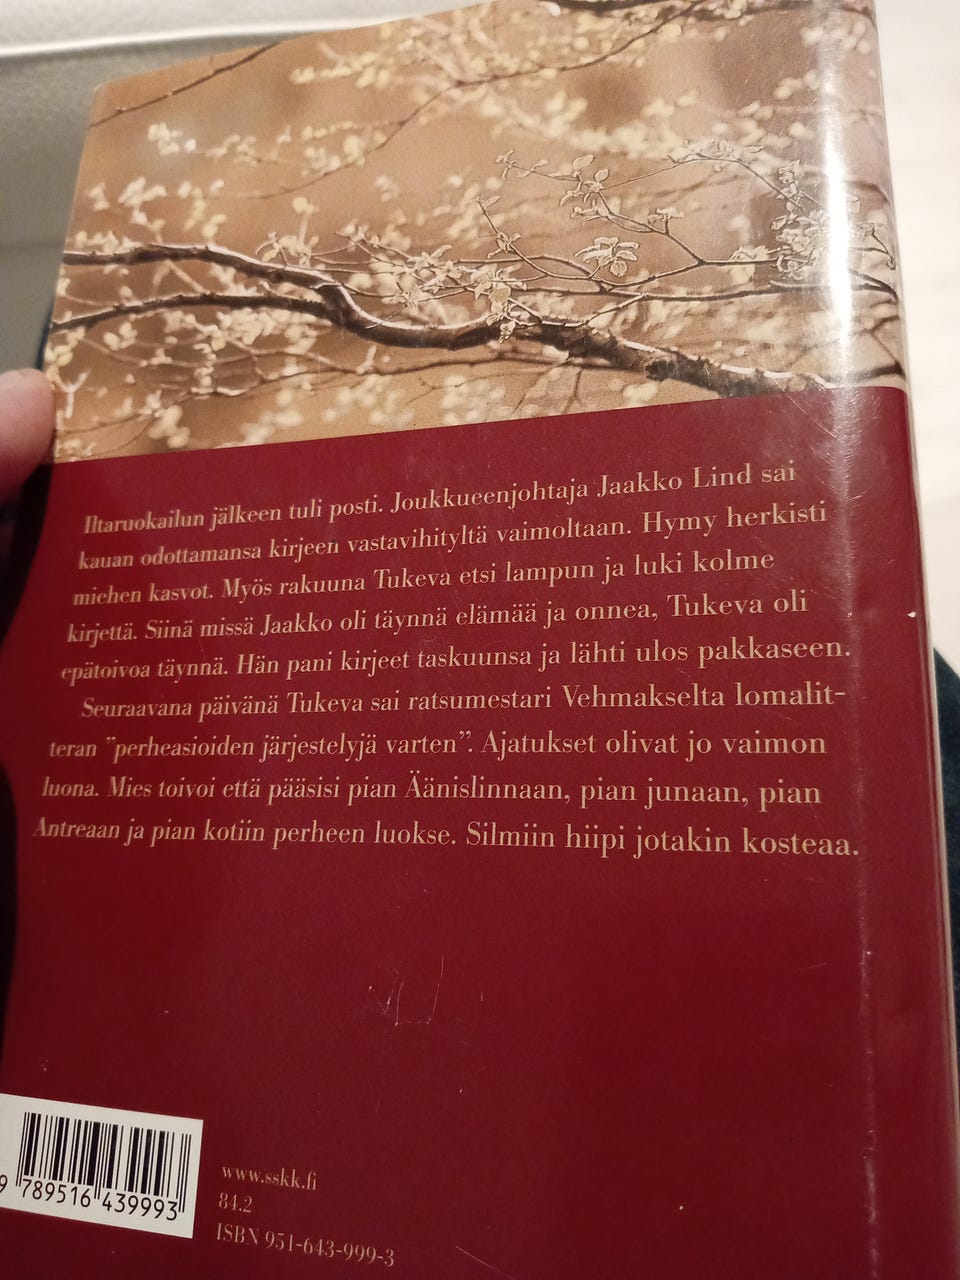 Iltaruokailun jälkeen tuli posti. Joukkueenjohtaja Jaakko Lind sai
kauan odottamansa kirjeen vastavihityltä vaimoltaan. Hymy herkisti
miehen kasvot. Myös rakuuna Tukeva etsi lampun ja luki kolme
kirjettä. Siinä missä Jaakko oli täynnä elämää ja onnea, Tukeva oli
epätoivoa täynnä. Hän pani kirjeet taskuunsa ja lähti ulos pakkaseen.
Seuraavana päivänä Tukeva sai ratsumestari Vehmakselta lomalit-
teran ”perheasioiden järjestelyjä varten”. Ajatukset olivat jo vaimon
luona. Mies toivoi että pääsisi pian Äänislinnaan, pian junaan, pian
Antreaan ja pian kotiin perheen luokse. Silmiin hiipi jotakin kosteaa.
9 789516 439993
www.sskk.fi
84.2
ISBN 951-643-999-3